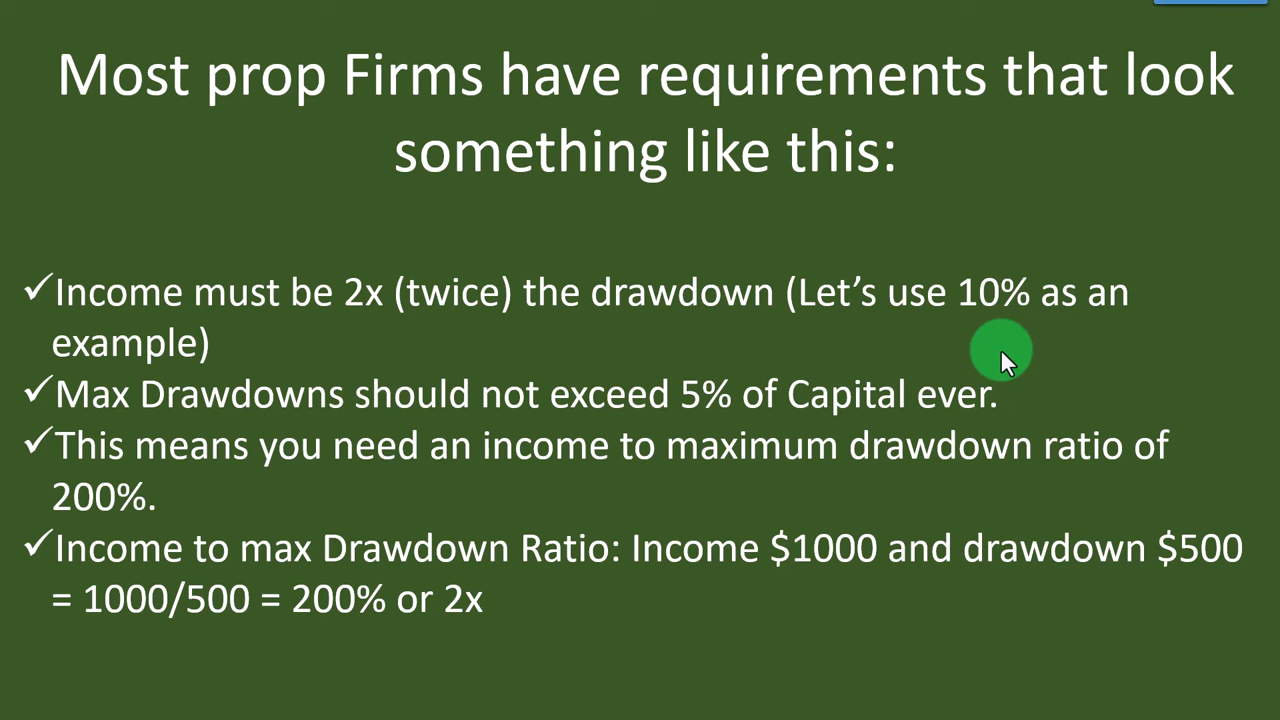 Most prop Firms have requirements that look
something like this:
✓Income must be 2x (twice) the drawdown (Let’s use 10% as an
example)
✓Max Drawdowns should not exceed 5% of Capital ever.
✓This means you need an income to maximum drawdown ratio of
200%.
✓Income to max Drawdown Ratio: Income $1000 and drawdown $500
= 1000/500 = 200% or 2x